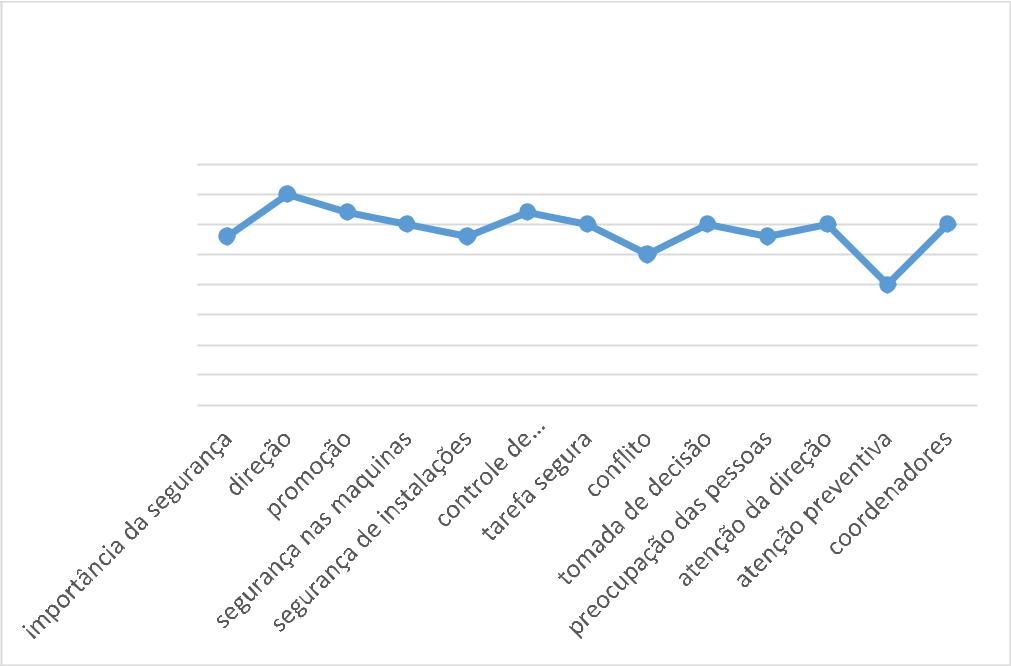 importância da segurança
direção
promoção
segurança nas maquinas
segurança de instalações
controle de...
tarefa segura
conflito
tomada de decisão
preocupação das pessoas
atenção da direção
atenção preventiva
coordenadores